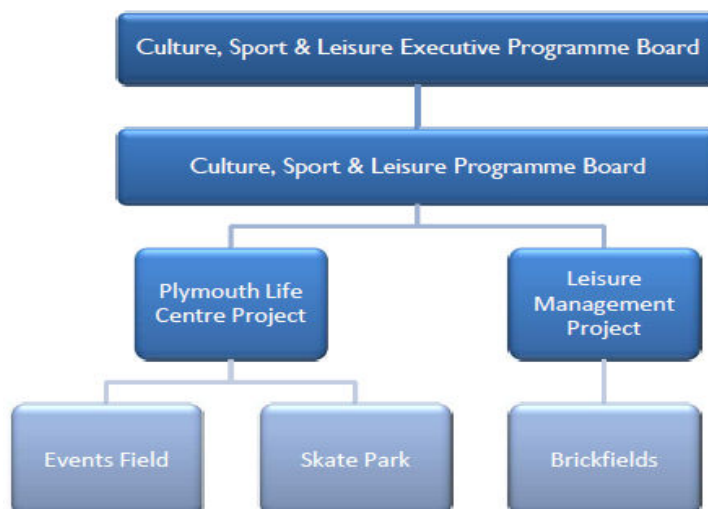 Culture, Sport & Leisure Executive Programme Board
Culture, Sport & Leisure Programme Board
Plymouth Life
Centre Project
Leisure
Management
Project
Events Field
Skate Park
Brickfields